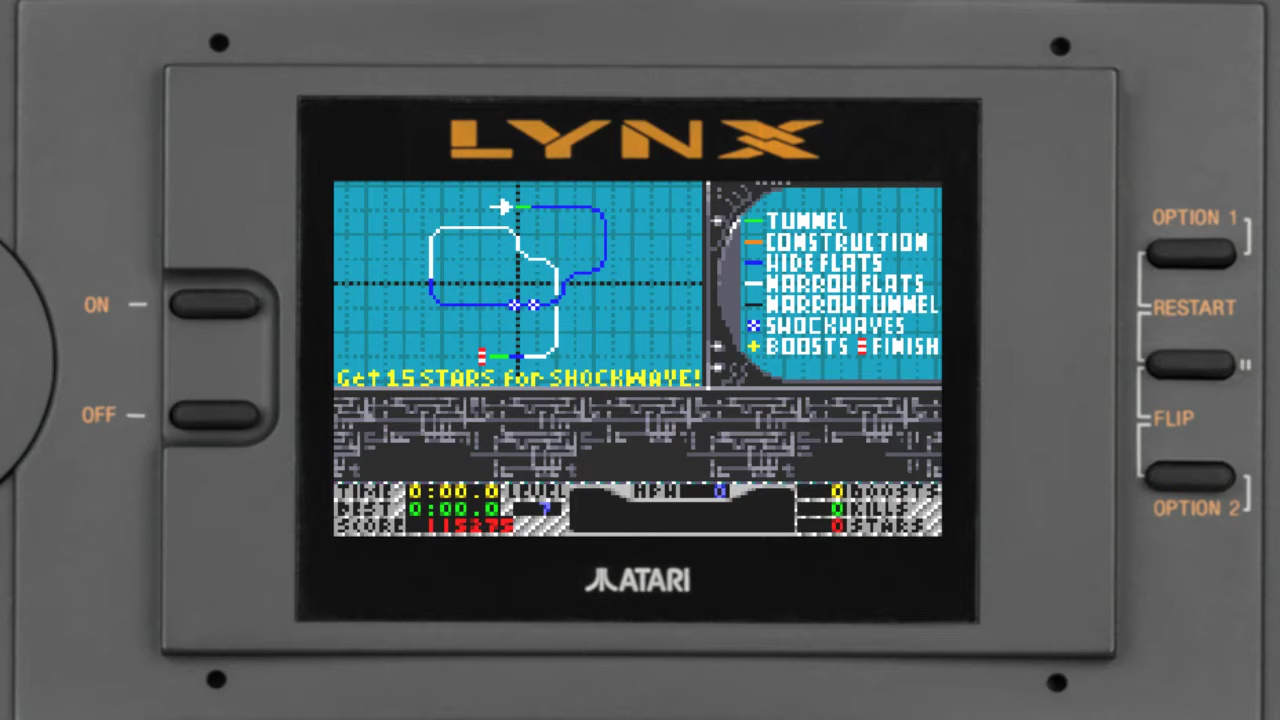 LYNX
OPTION 1
TUNNEL
CONSTRUCTION
WIDE FLATS
NARROW FLATS
NARROW TUNNEL
SHOCKWAVES
BOOSTS FINISH
Get 15 STARS for SHOCKWAVE!
ON
OFF
RESTART
FLIP
OPTION 2
TIME 0:00.0 LEVEL MPH 0 0 BOOSTS
BEST 0:00.0 7 0 KILLS
SCORE 115275 0 STARS
ATARI